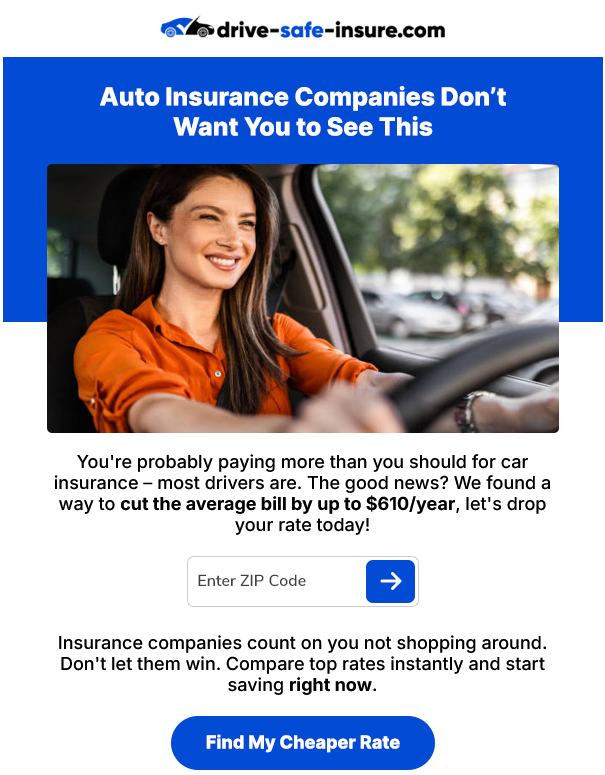 drive-safe-insure.com
Auto Insurance Companies Don’t
Want You to See This
You're probably paying more than you should for car
insurance – most drivers are. The good news? We found a
way to cut the average bill by up to $610/year, let's drop
your rate today!
Enter ZIP Code
Insurance companies count on you not shopping around.
Don't let them win. Compare top rates instantly and start
saving right now.
Find My Cheaper Rate